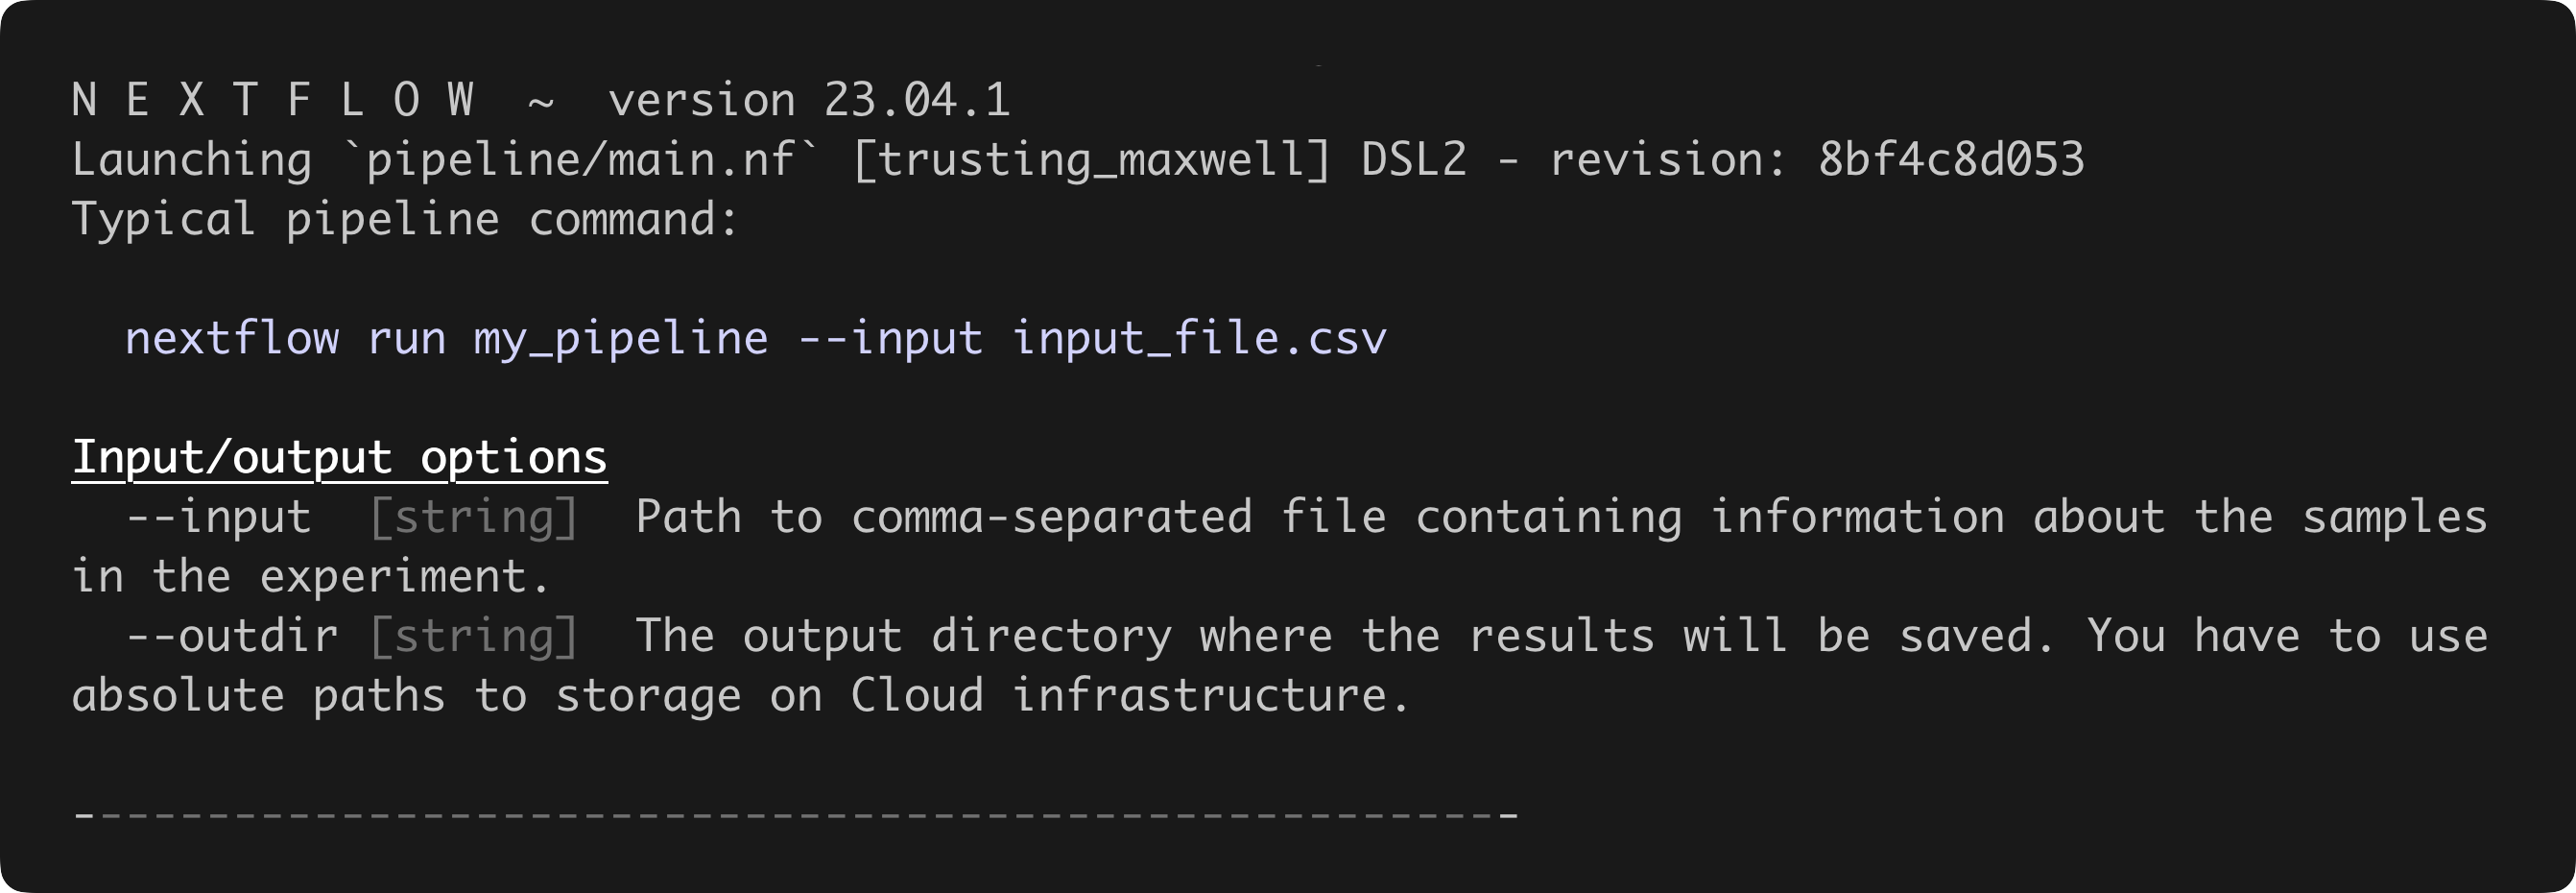 N E X T F L O W  ~  version 23.04.1
Launching `pipeline/main.nf` [trusting_maxwell] DSL2 - revision: 8bf4c8d053
Typical pipeline command:
  nextflow run my_pipeline --input input_file.csv
Input/output options
  --input  [string]  Path to comma-separated file containing information about the samples
in the experiment.
  --outdir [string]  The output directory where the results will be saved. You have to use
absolute paths to storage on Cloud infrastructure.
------------------------------------------------------